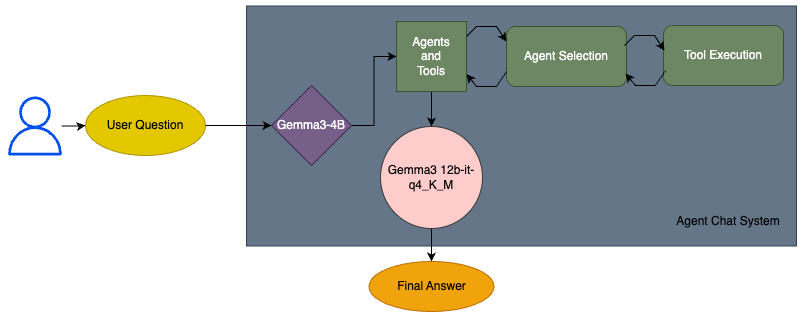 User Question
Gemma3-4B
Agents
and
Tools
Agent Selection
Tool Execution
Gemma3 12b-it-
q4_K_M
Agent Chat System
Final Answer